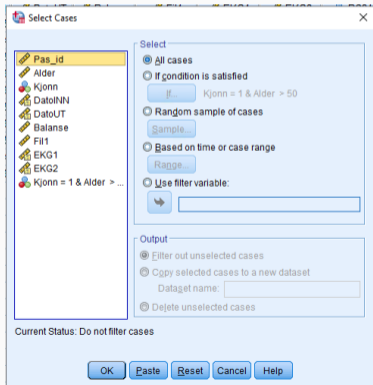 Select Cases
Pas_id
Alder
Kjonn
DatoINN
DatoUT
Balanse
Fil1
EKG1
EKG2
Kjonn = 1 & Alder > ...
Select
All cases
If condition is satisfied
If... Kjonn = 1 & Alder > 50
Random sample of cases
Sample...
Based on time or case range
Range...
Use filter variable:
Output
Filter out unselected cases
Copy selected cases to a new dataset
Dataset name:
Delete unselected cases
Current Status: Do not filter cases
OK Paste Reset Cancel Help